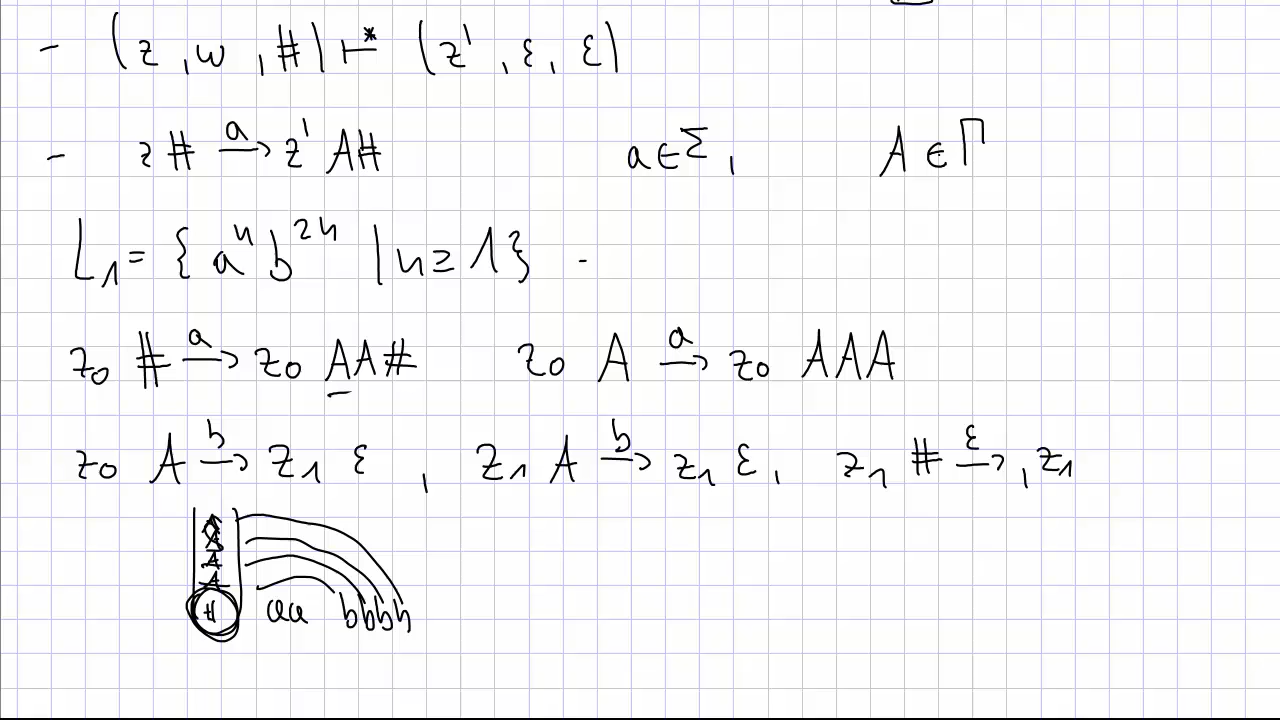 - (z, w, #) ⊢* (z', ε, ε)
- z # —a→ z' A# a ∈ Σ, A ∈ Γ
L₁ = { aⁿ b²ⁿ | n ≥ 1 } -
z₀ # —a→ z₀ AA# z₀ A —a→ z₀ AAA
z₀ A —b→ z₁ ε , z₁ A —b→ z₁ ε, z₁ # —ε→, z₁
A
A
A
A
# aa bbbb